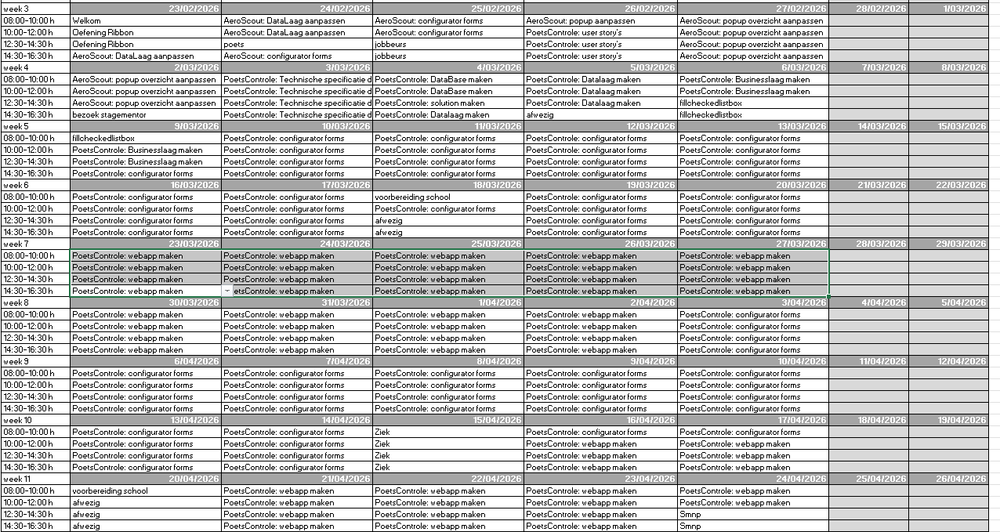 week 3 23/02/2026 24/02/2026 25/02/2026 26/02/2026 27/02/2026 28/02/2026 1/03/2026
08:00-10:00 h Welkom AeroScout: DataLaag aanpassen AeroScout: configurator forms AeroScout: popup aanpassen AeroScout: popup overzicht aanpassen
10:00-12:00 h Oefening Ribbon AeroScout: DataLaag aanpassen AeroScout: configurator forms PoetsControle: user story's AeroScout: popup overzicht aanpassen
12:30-14:30 h Oefening Ribbon poets jobbeurs PoetsControle: user story's AeroScout: popup overzicht aanpassen
14:30-16:30 h AeroScout: DataLaag aanpassen AeroScout: configurator forms jobbeurs PoetsControle: user story's AeroScout: popup overzicht aanpassen
week 4 2/03/2026 3/03/2026 4/03/2026 5/03/2026 6/03/2026 7/03/2026 8/03/2026
08:00-10:00 h AeroScout: popup overzicht aanpassen PoetsControle: Technische specificatie d PoetsControle: DataBase maken PoetsControle: Datalaag maken PoetsControle: Businesslaag maken
10:00-12:00 h AeroScout: popup overzicht aanpassen PoetsControle: Technische specificatie d PoetsControle: DataBase maken PoetsControle: Datalaag maken PoetsControle: Businesslaag maken
12:30-14:30 h AeroScout: popup overzicht aanpassen PoetsControle: Technische specificatie d PoetsControle: solution maken PoetsControle: Datalaag maken fillcheckedlistbox
14:30-16:30 h bezoek stagementor PoetsControle: Technische specificatie d PoetsControle: Datalaag maken afwezig fillcheckedlistbox
week 5 9/03/2026 10/03/2026 11/03/2026 12/03/2026 13/03/2026 14/03/2026 15/03/2026
08:00-10:00 h fillcheckedlistbox PoetsControle: configurator forms PoetsControle: configurator forms PoetsControle: configurator forms PoetsControle: configurator forms
10:00-12:00 h PoetsControle: Businesslaag maken PoetsControle: configurator forms PoetsControle: configurator forms PoetsControle: configurator forms PoetsControle: configurator forms
12:30-14:30 h PoetsControle: Businesslaag maken PoetsControle: configurator forms PoetsControle: configurator forms PoetsControle: configurator forms PoetsControle: configurator forms
14:30-16:30 h PoetsControle: configurator forms PoetsControle: configurator forms PoetsControle: configurator forms PoetsControle: configurator forms PoetsControle: configurator forms
week 6 16/03/2026 17/03/2026 18/03/2026 19/03/2026 20/03/2026 21/03/2026 22/03/2026
08:00-10:00 h PoetsControle: configurator forms PoetsControle: configurator forms voorbereiding school PoetsControle: configurator forms PoetsControle: configurator forms
10:00-12:00 h PoetsControle: configurator forms PoetsControle: configurator forms PoetsControle: configurator forms PoetsControle: configurator forms PoetsControle: configurator forms
12:30-14:30 h PoetsControle: configurator forms PoetsControle: configurator forms afwezig PoetsControle: configurator forms PoetsControle: configurator forms
14:30-16:30 h PoetsControle: configurator forms PoetsControle: configurator forms afwezig PoetsControle: configurator forms PoetsControle: configurator forms
week 7 23/03/2026 24/03/2026 25/03/2026 26/03/2026 27/03/2026 28/03/2026 29/03/2026
08:00-10:00 h PoetsControle: webapp maken PoetsControle: webapp maken PoetsControle: webapp maken PoetsControle: webapp maken PoetsControle: webapp maken
10:00-12:00 h PoetsControle: webapp maken PoetsControle: webapp maken PoetsControle: webapp maken PoetsControle: webapp maken PoetsControle: webapp maken
12:30-14:30 h PoetsControle: webapp maken PoetsControle: webapp maken PoetsControle: webapp maken PoetsControle: webapp maken PoetsControle: webapp maken
14:30-16:30 h PoetsControle: webapp maken etsControle: webapp maken PoetsControle: webapp maken PoetsControle: webapp maken PoetsControle: webapp maken
week 8 30/03/2026 31/03/2026 1/04/2026 2/04/2026 3/04/2026 4/04/2026 5/04/2026
08:00-10:00 h PoetsControle: webapp maken PoetsControle: webapp maken PoetsControle: webapp maken PoetsControle: webapp maken PoetsControle: configurator forms
10:00-12:00 h PoetsControle: webapp maken PoetsControle: webapp maken PoetsControle: webapp maken PoetsControle: webapp maken PoetsControle: configurator forms
12:30-14:30 h PoetsControle: webapp maken PoetsControle: webapp maken PoetsControle: webapp maken PoetsControle: webapp maken PoetsControle: configurator forms
14:30-16:30 h PoetsControle: webapp maken PoetsControle: webapp maken PoetsControle: webapp maken PoetsControle: webapp maken PoetsControle: configurator forms
week 9 6/04/2026 7/04/2026 8/04/2026 9/04/2026 10/04/2026 11/04/2026 12/04/2026
08:00-10:00 h PoetsControle: configurator forms PoetsControle: configurator forms PoetsControle: configurator forms PoetsControle: configurator forms PoetsControle: configurator forms
10:00-12:00 h PoetsControle: configurator forms PoetsControle: configurator forms PoetsControle: configurator forms PoetsControle: configurator forms PoetsControle: configurator forms
12:30-14:30 h PoetsControle: configurator forms PoetsControle: configurator forms PoetsControle: configurator forms PoetsControle: configurator forms PoetsControle: configurator forms
14:30-16:30 h PoetsControle: configurator forms PoetsControle: configurator forms PoetsControle: configurator forms PoetsControle: configurator forms PoetsControle: configurator forms
week 10 13/04/2026 14/04/2026 15/04/2026 16/04/2026 17/04/2026 18/04/2026 19/04/2026
08:00-10:00 h PoetsControle: configurator forms PoetsControle: configurator forms Ziek PoetsControle: configurator forms PoetsControle: configurator forms
10:00-12:00 h PoetsControle: configurator forms PoetsControle: configurator forms Ziek PoetsControle: webapp maken PoetsControle: webapp maken
12:30-14:30 h PoetsControle: configurator forms PoetsControle: configurator forms Ziek PoetsControle: webapp maken PoetsControle: webapp maken
14:30-16:30 h PoetsControle: configurator forms PoetsControle: configurator forms Ziek PoetsControle: webapp maken PoetsControle: webapp maken
week 11 20/04/2026 21/04/2026 22/04/2026 23/04/2026 24/04/2026 25/04/2026 26/04/2026
08:00-10:00 h voorbereiding school PoetsControle: webapp maken PoetsControle: webapp maken PoetsControle: webapp maken PoetsControle: webapp maken
10:00-12:00 h afwezig PoetsControle: webapp maken PoetsControle: webapp maken PoetsControle: webapp maken PoetsControle: webapp maken
12:30-14:30 h afwezig PoetsControle: webapp maken PoetsControle: webapp maken PoetsControle: webapp maken Smnp
14:30-16:30 h afwezig PoetsControle: webapp maken PoetsControle: webapp maken PoetsControle: webapp maken Smnp